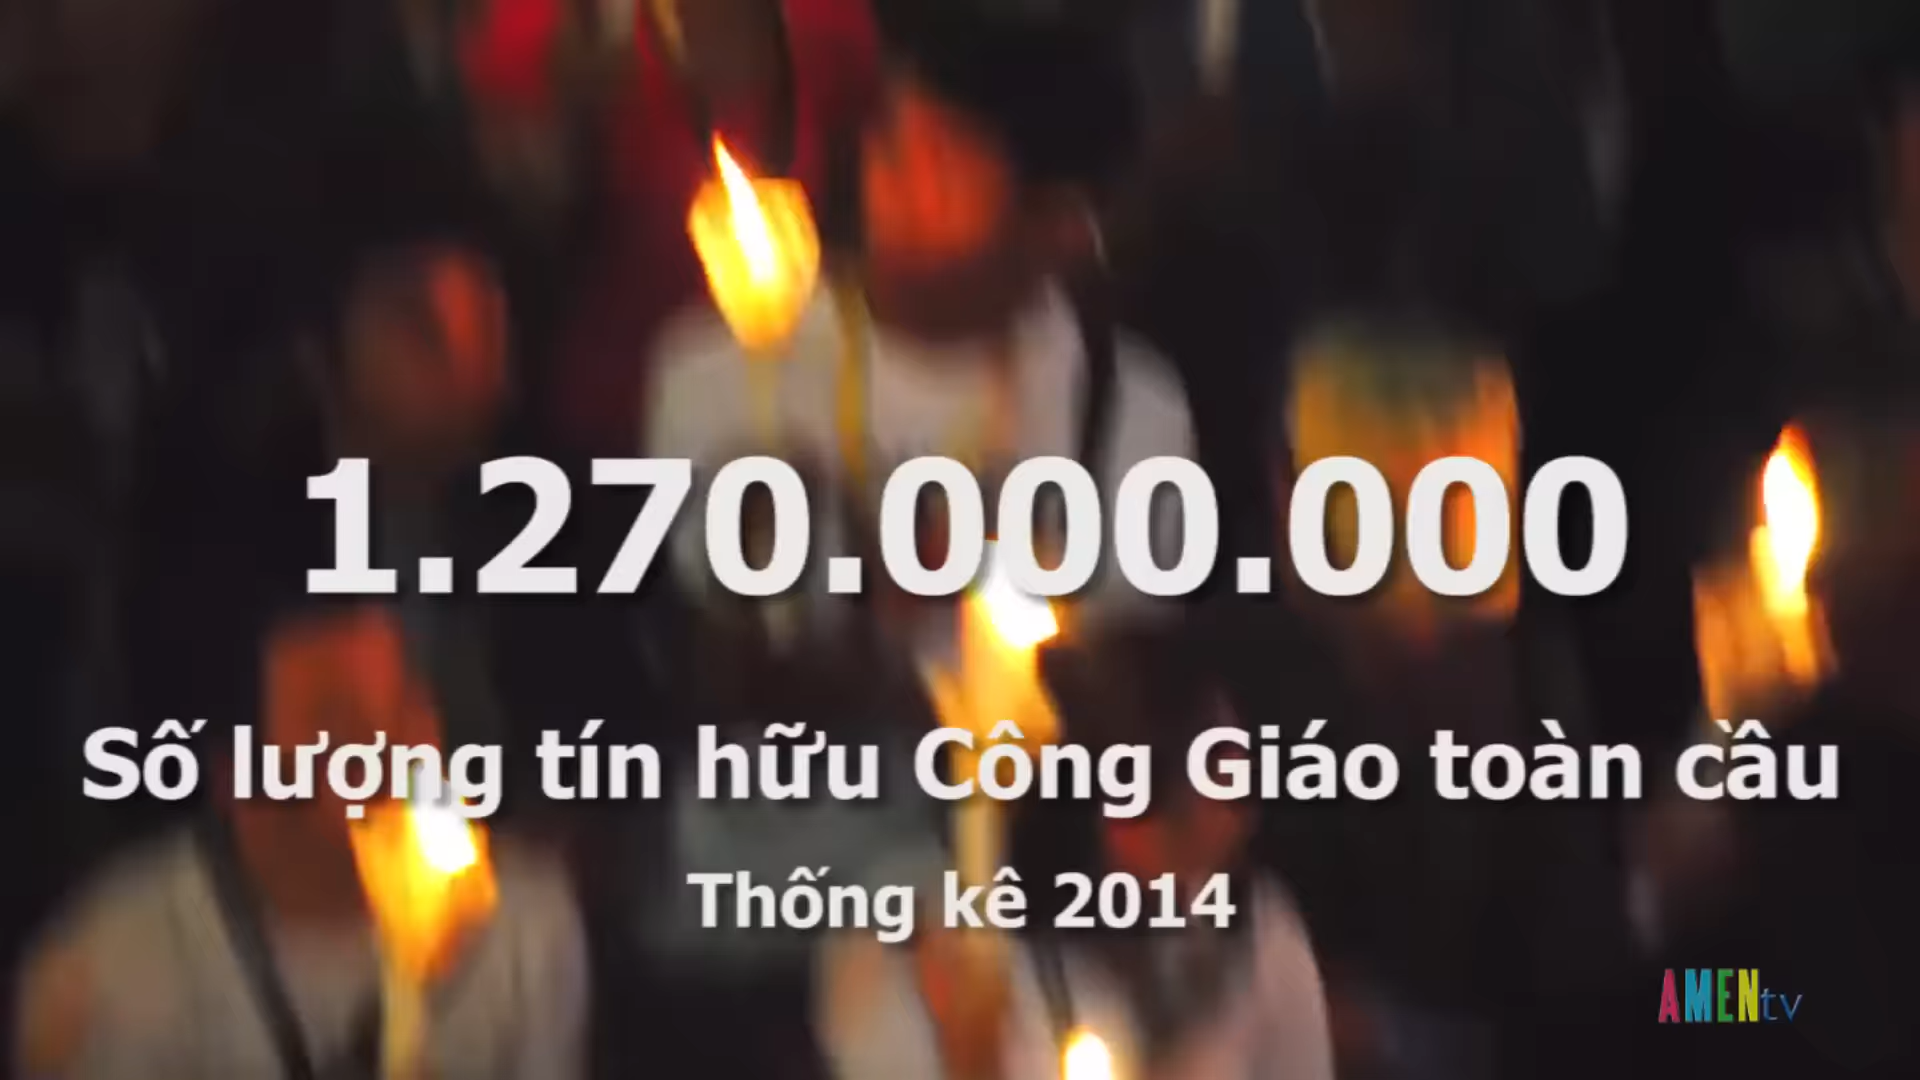 1.270.000.000
Số lượng tín hữu Công Giáo toàn cầu
Thống kê 2014
AMENtv